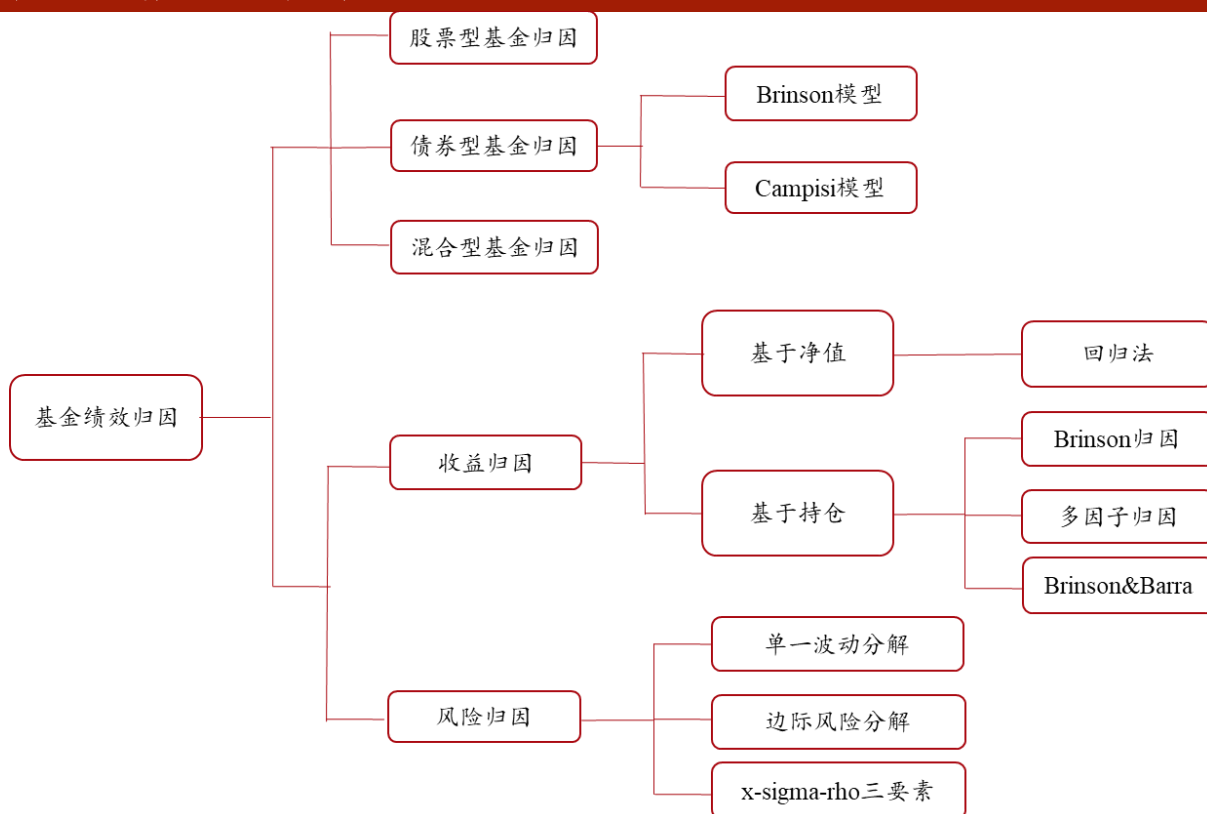 股票型基金归因
Brinson模型
债券型基金归因
Campisi模型
混合型基金归因
基于净值
回归法
基金绩效归因
Brinson归因
收益归因
基于持仓
多因子归因
Brinson&Barra
单一波动分解
风险归因
边际风险分解
x-sigma-rho三要素